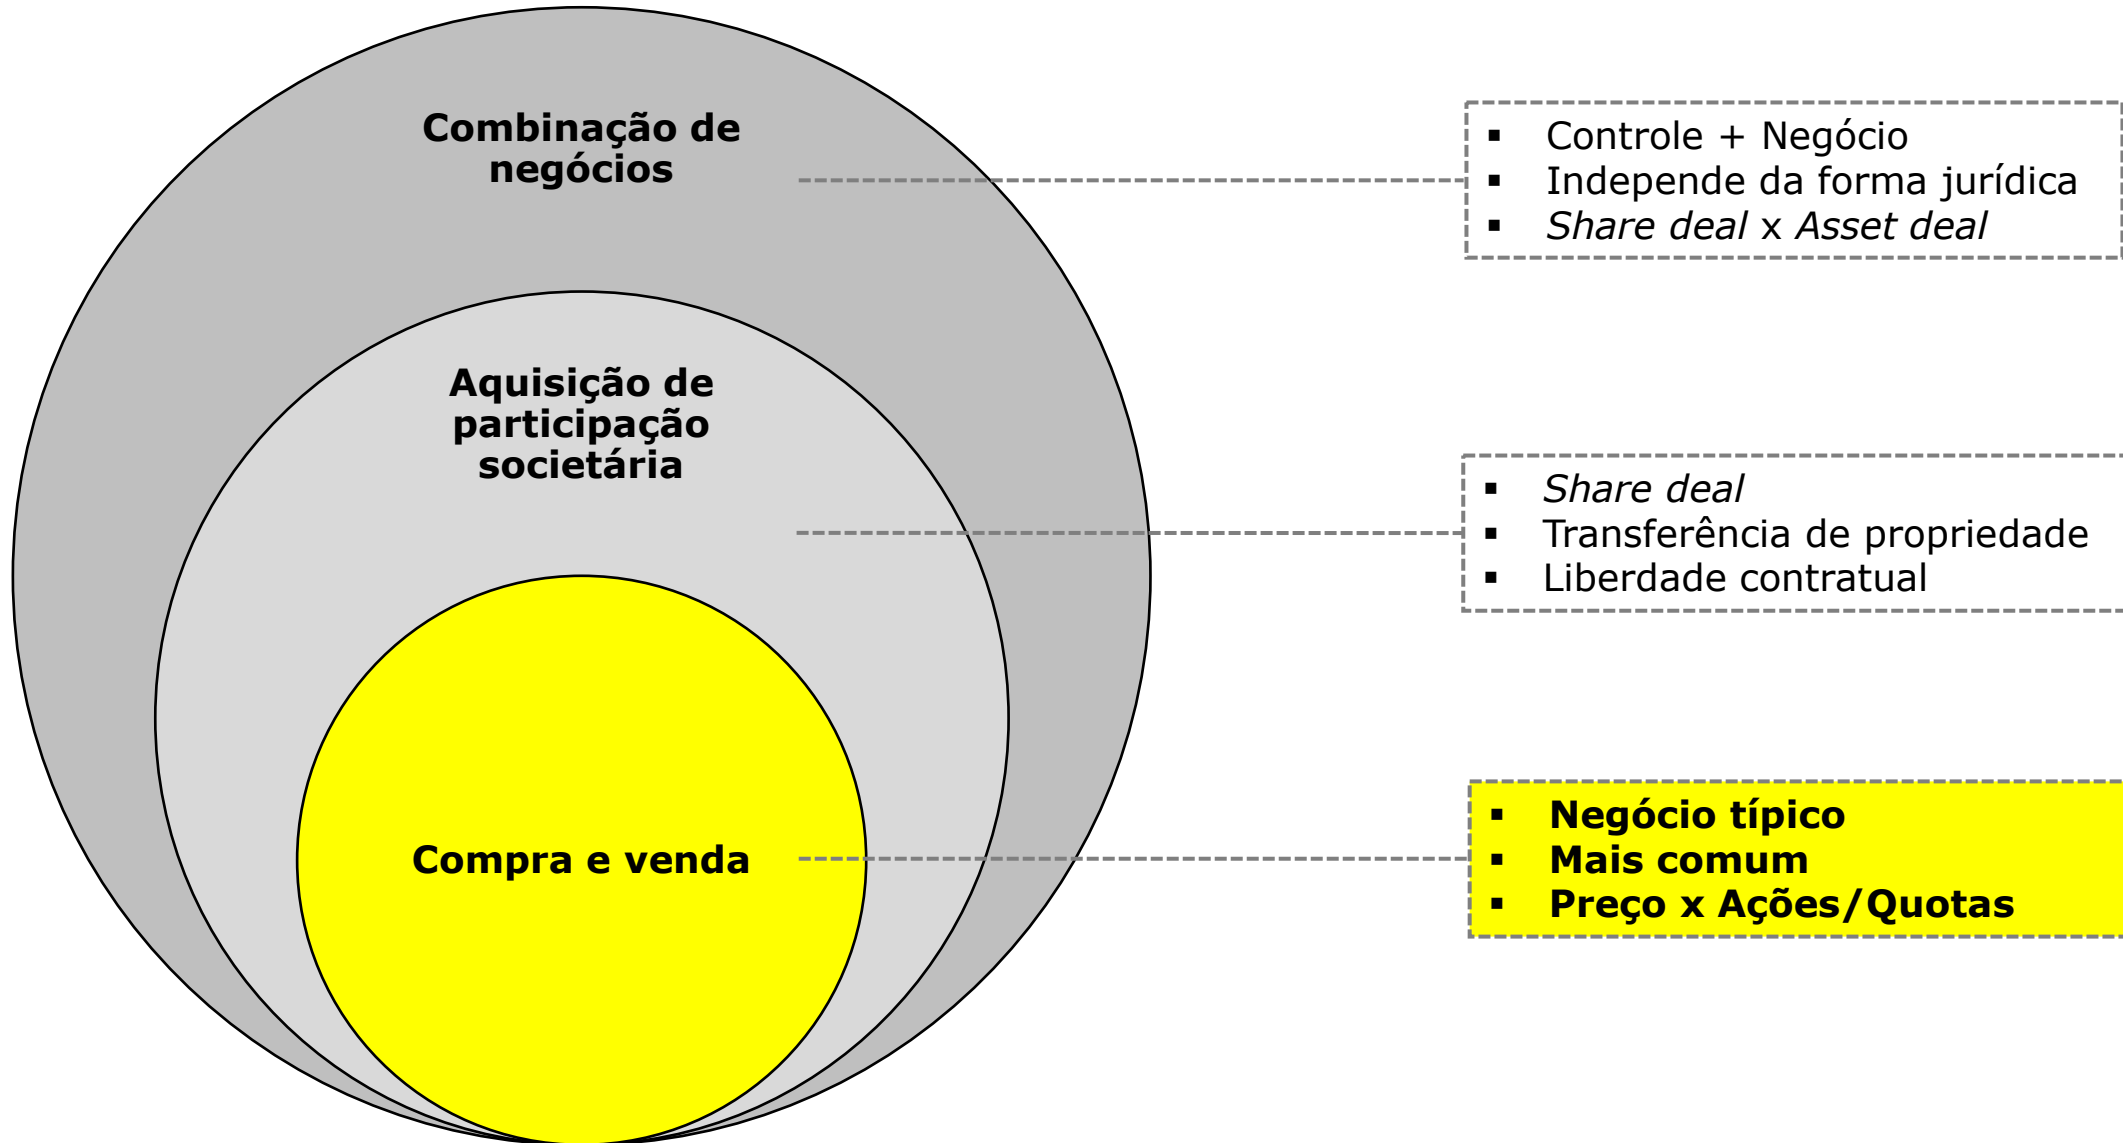 Combinação de
negócios
▪ Controle + Negócio
▪ Independe da forma jurídica
▪ Share deal x Asset deal
Aquisição de
participação
societária
▪ Share deal
▪ Transferência de propriedade
▪ Liberdade contratual
Compra e venda
▪ Negócio típico
▪ Mais comum
▪ Preço x Ações/Quotas